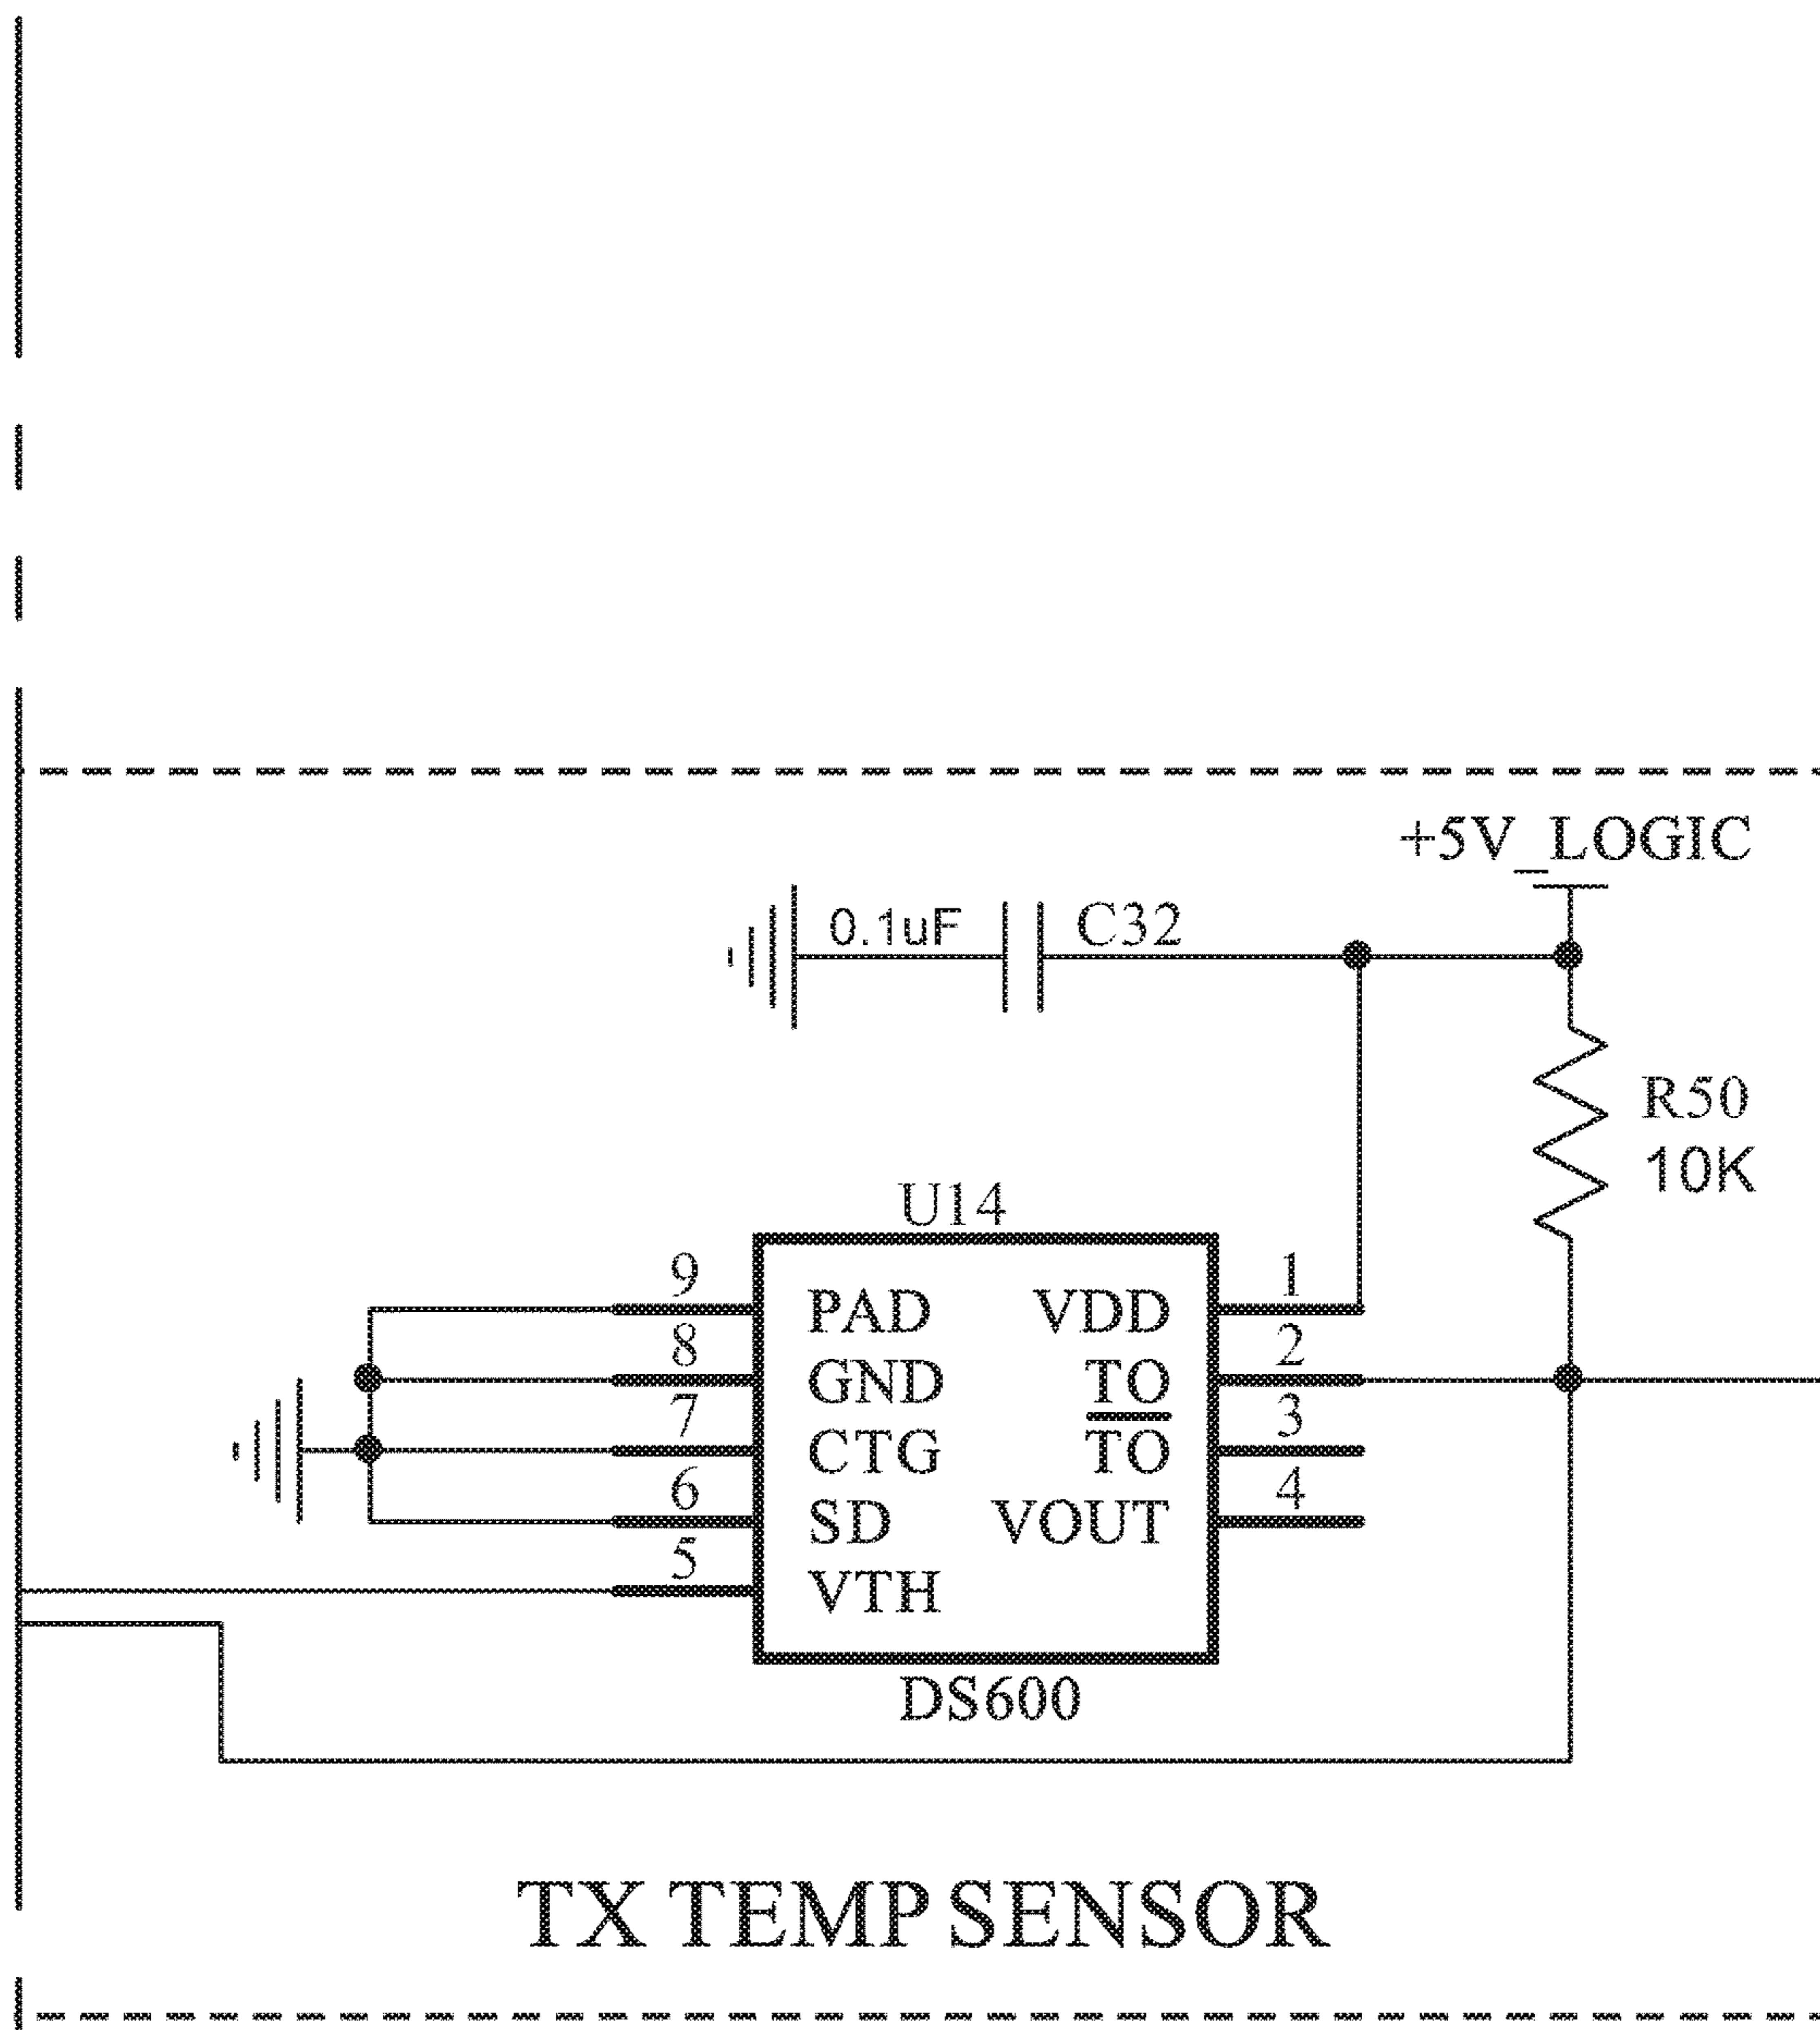 +5V_LOGIC
0.1uF C32
R50
10K
U14
9 PAD VDD 1
8 GND TO 2
7 CTG TO 3
6 SD VOUT 4
5 VTH
DS600
TX TEMP SENSOR